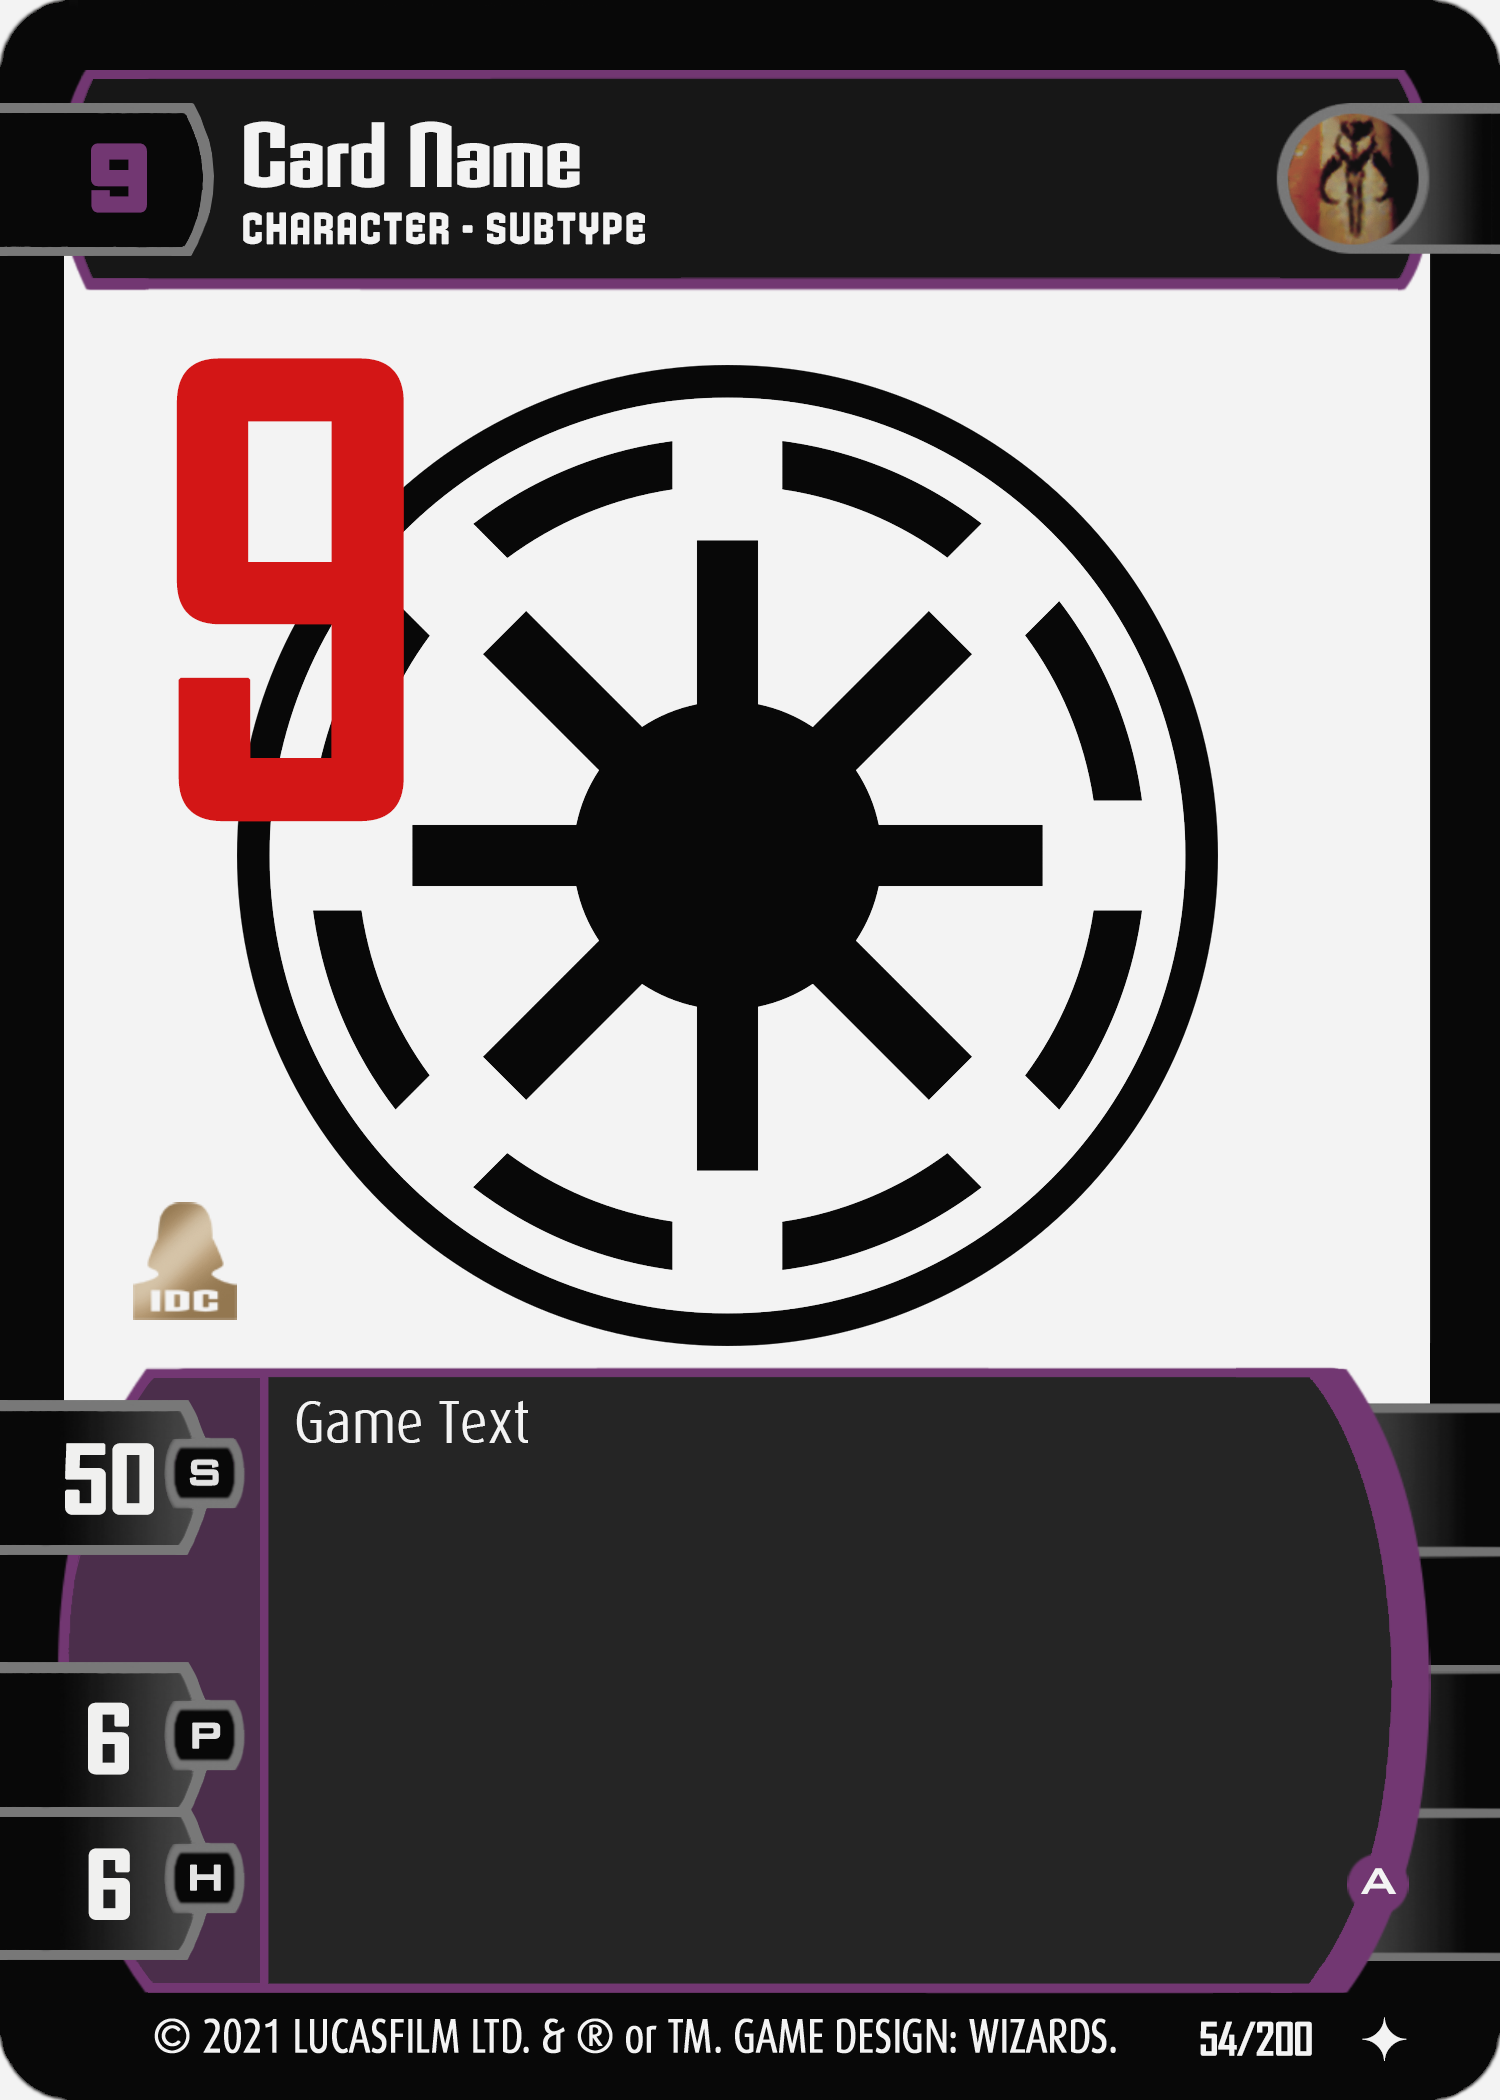 9
Card Name
CHARACTER - SUBTYPE
9
IDC
50 S
Game Text
6 P
6 H
A
© 2021 LUCASFILM LTD. & ® or TM. GAME DESIGN: WIZARDS.
54/200